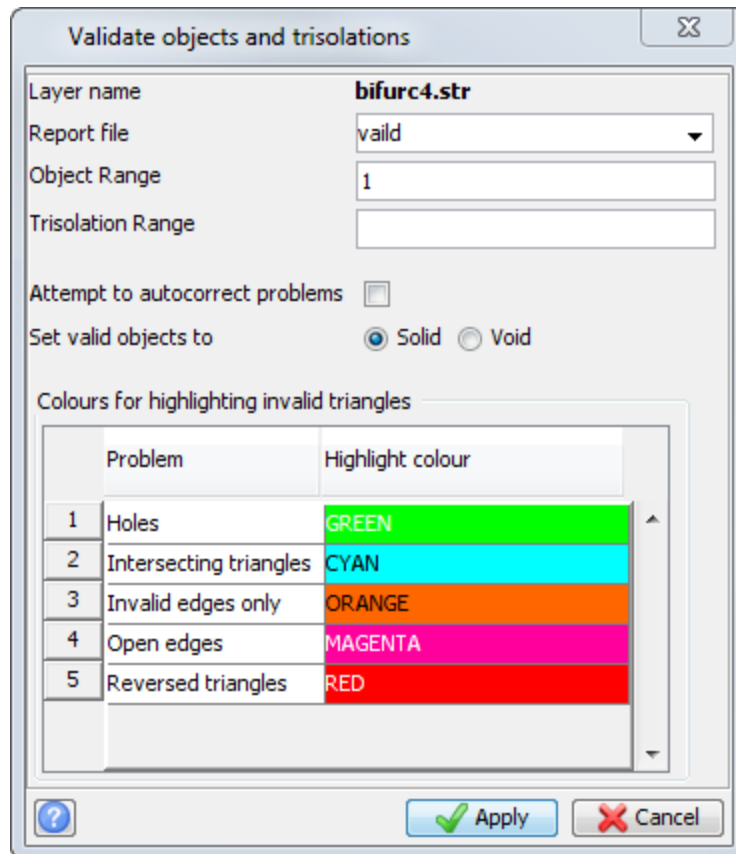 Validate objects and trisolations
Layer name bifurc4.str
Report file vaild
Object Range 1
Trisolation Range
Attempt to autocorrect problems
Set valid objects to Solid Void
Colours for highlighting invalid triangles
Problem Highlight colour
1 Holes GREEN
2 Intersecting triangles CYAN
3 Invalid edges only ORANGE
4 Open edges MAGENTA
5 Reversed triangles RED
? Apply Cancel